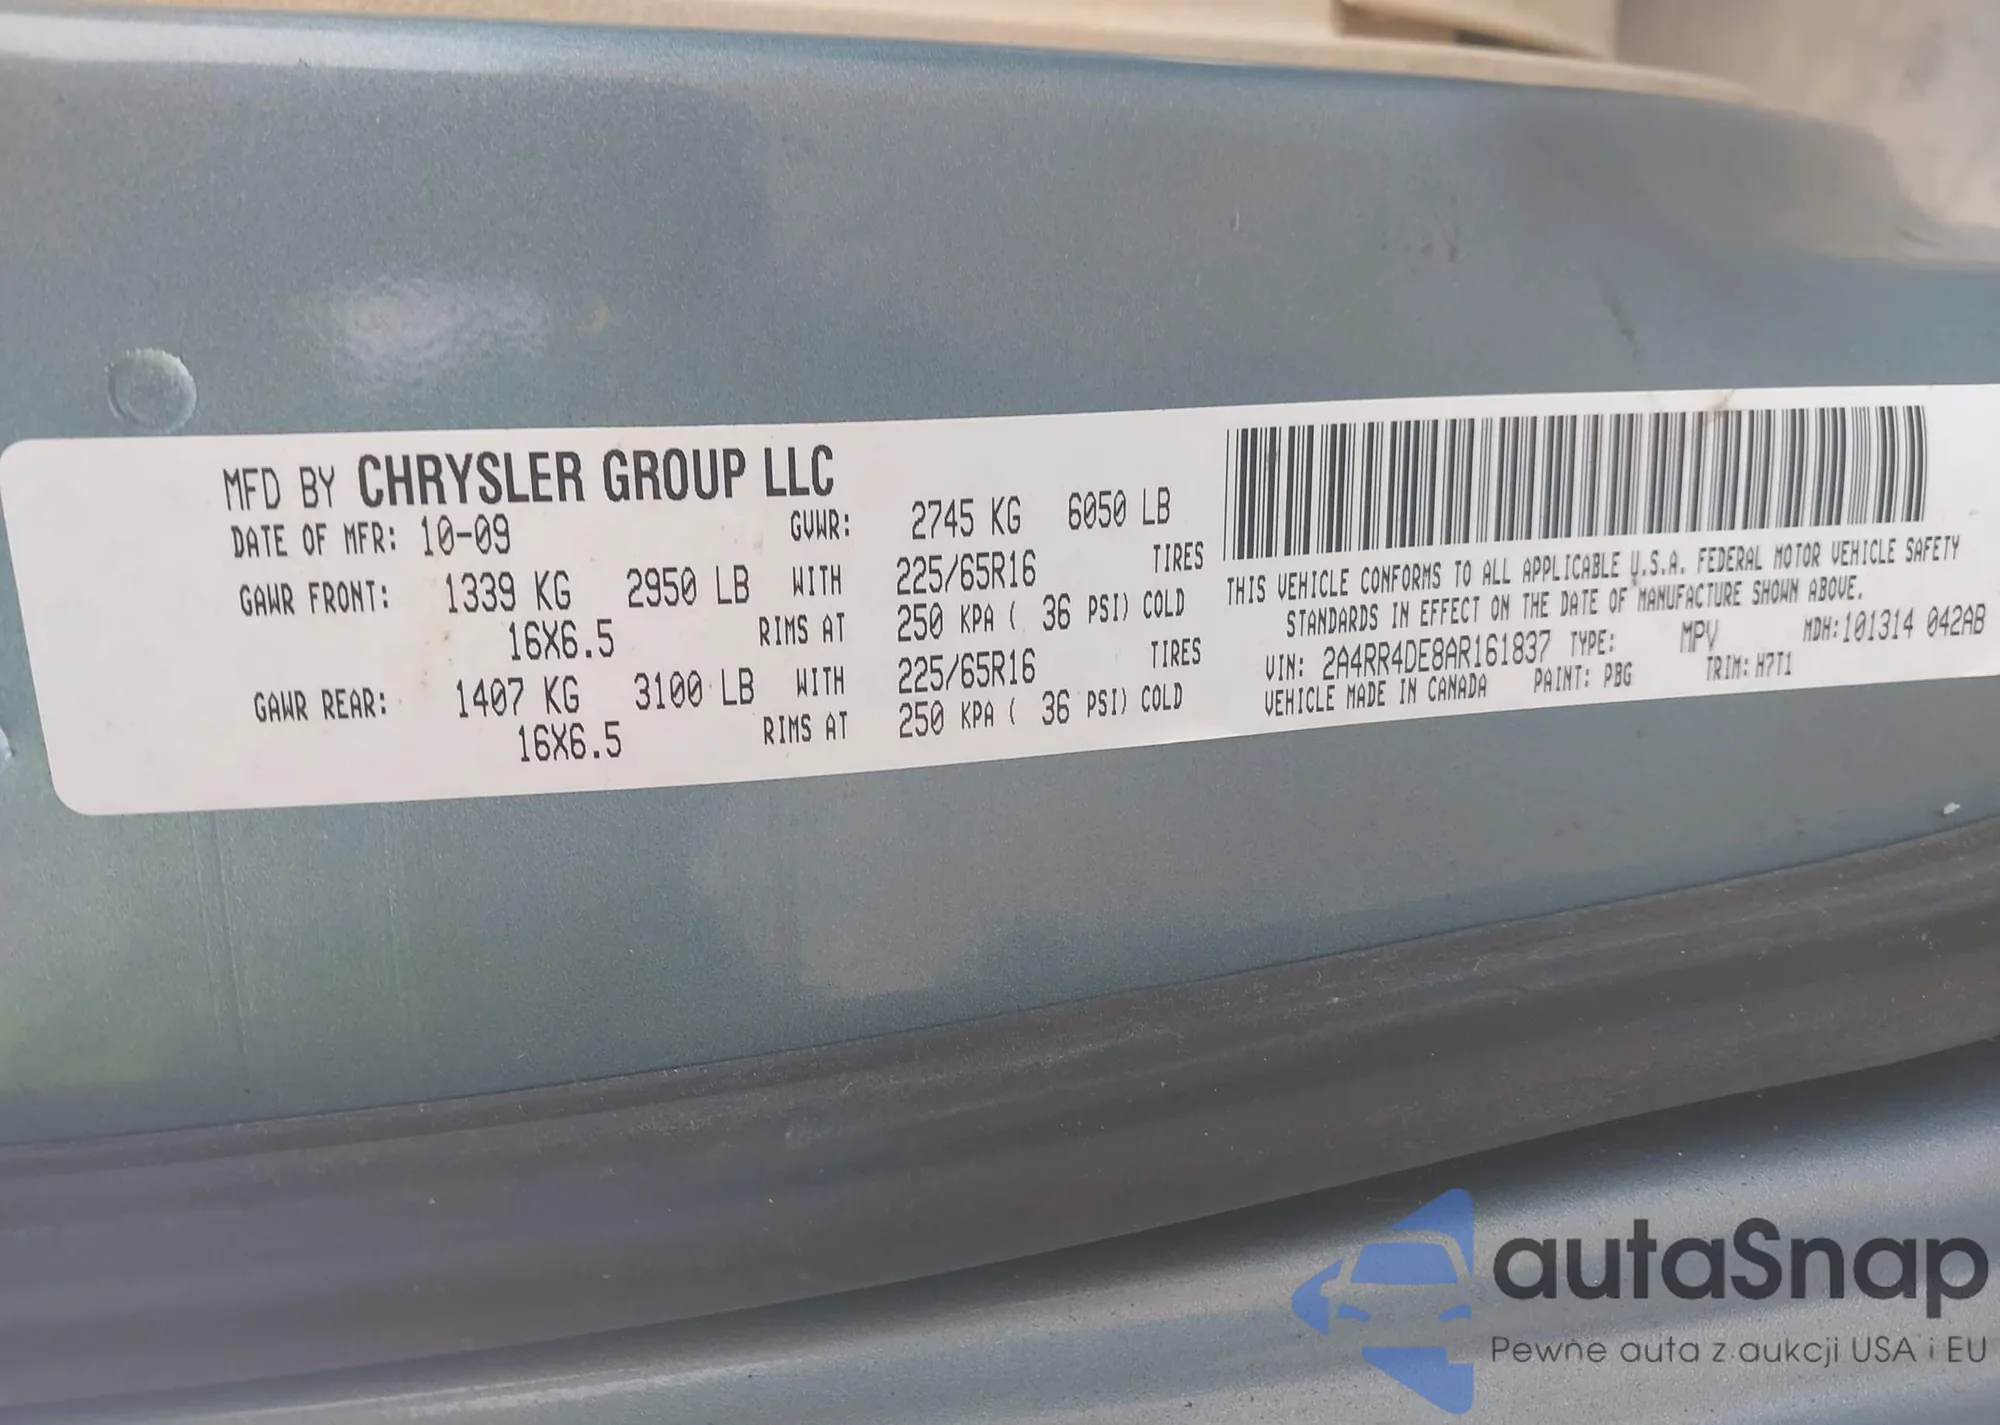 MFD BY CHRYSLER GROUP LLC
DATE OF MFR: 10-09 GVWR: 2745 KG 6050 LB
GAWR FRONT: 1339 KG 2950 LB WITH 225/65R16 TIRES
16X6.5 RIMS AT 250 KPA ( 36 PSI) COLD
GAWR REAR: 1407 KG 3100 LB WITH 225/65R16 TIRES
16X6.5 RIMS AT 250 KPA ( 36 PSI) COLD
THIS VEHICLE CONFORMS TO ALL APPLICABLE U.S.A. FEDERAL MOTOR VEHICLE SAFETY
STANDARDS IN EFFECT ON THE DATE OF MANUFACTURE SHOWN ABOVE.
VIN: 2A4RR4DE8AR161837 TYPE: MPV MDH: 101314 042AB
VEHICLE MADE IN CANADA PAINT: PBG TRIM: H7T1
autaSnap
Pewne auta z aukcji USA i EU